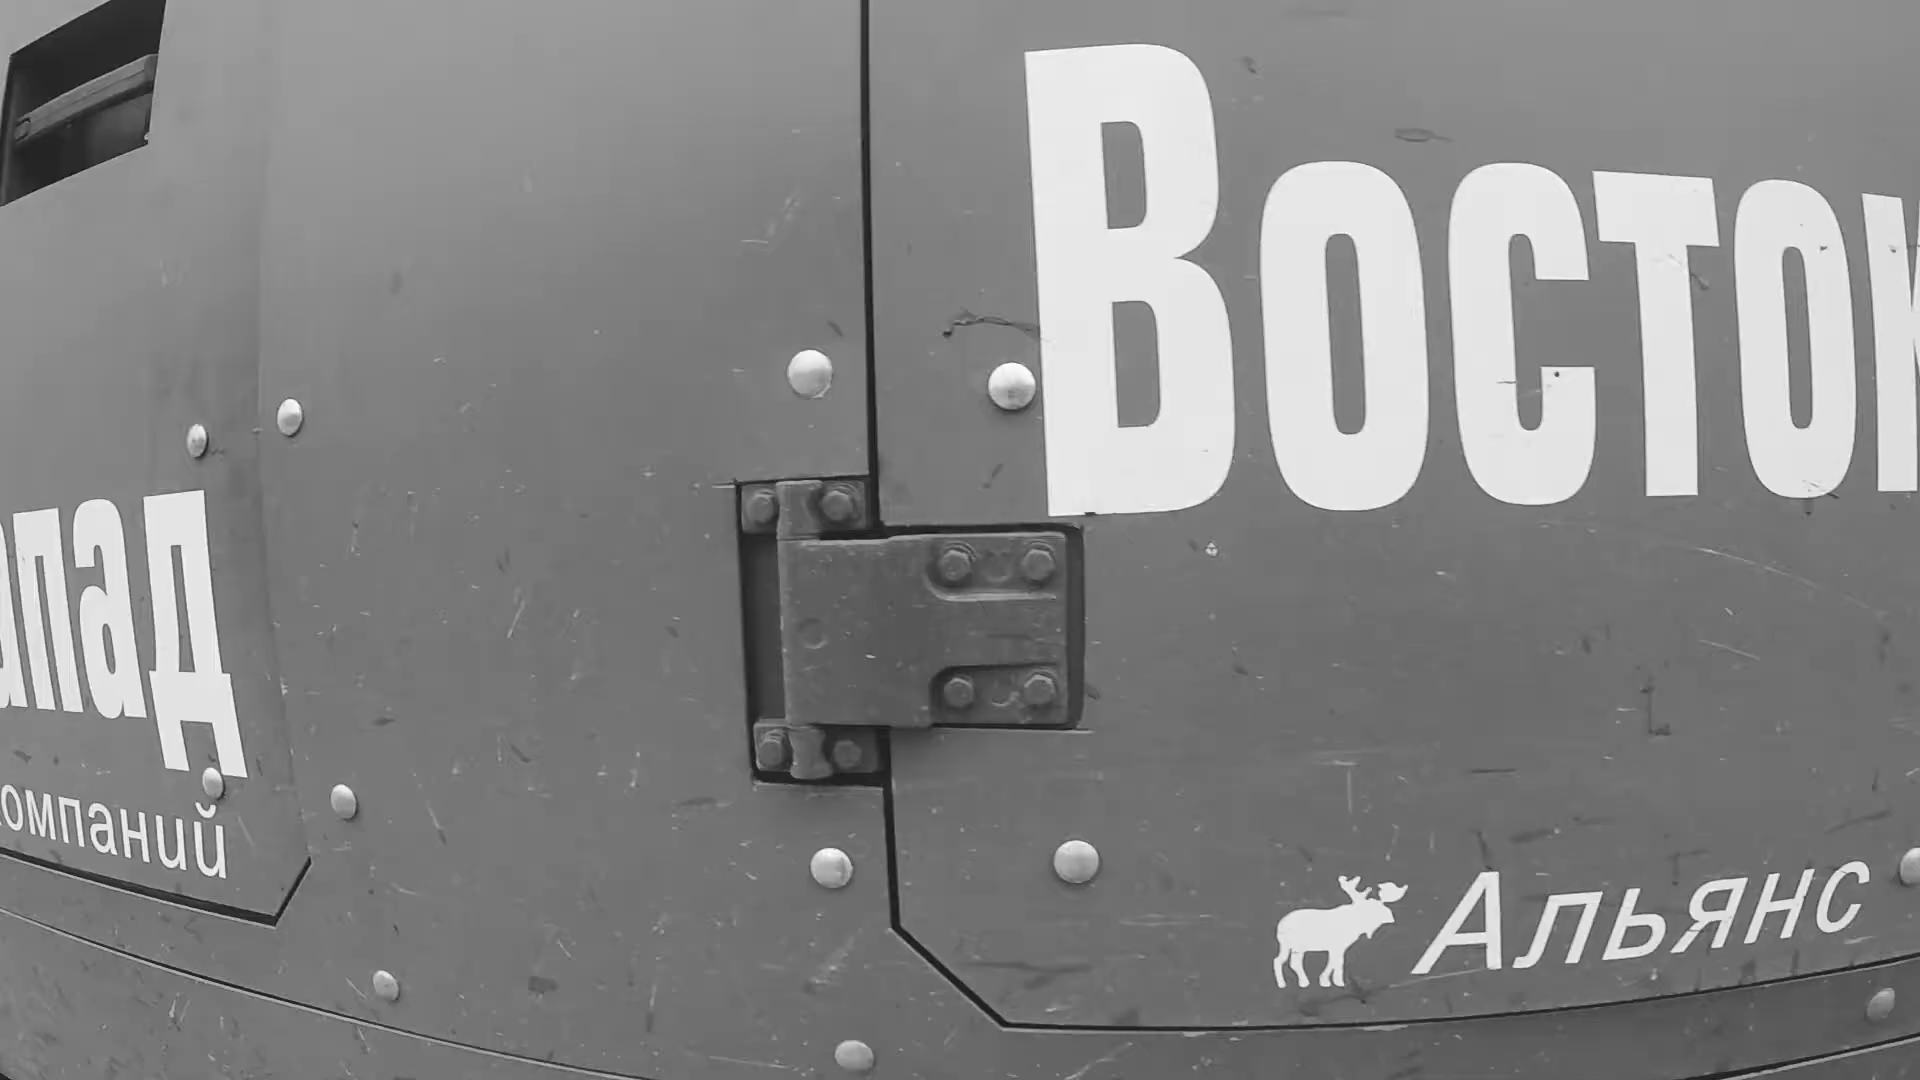 Восток
апад
омпаний
Альянс